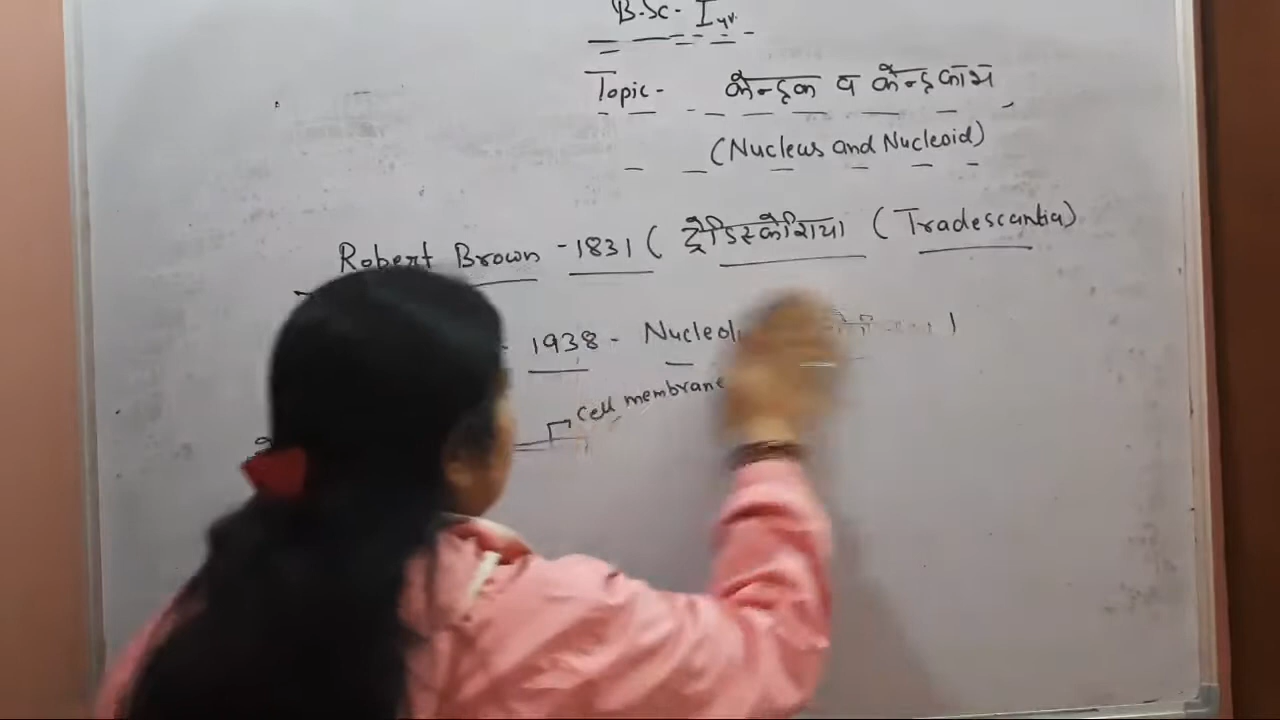 B.Sc- I yr.
Topic- केन्द्रक व केन्द्रकाभ
(Nucleus and Nucleoid)
Robert Brown - 1831 ( ट्रेडिस्केंशिया (Tradescantia)
1938 - Nucleol
Cell membrane